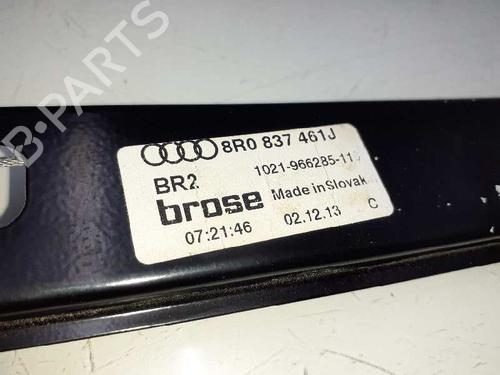 8R0 837 461J
BR2 1021-966285-11
brose Made in Slovak
07:21:46 02.12.13 C
B-PARTS